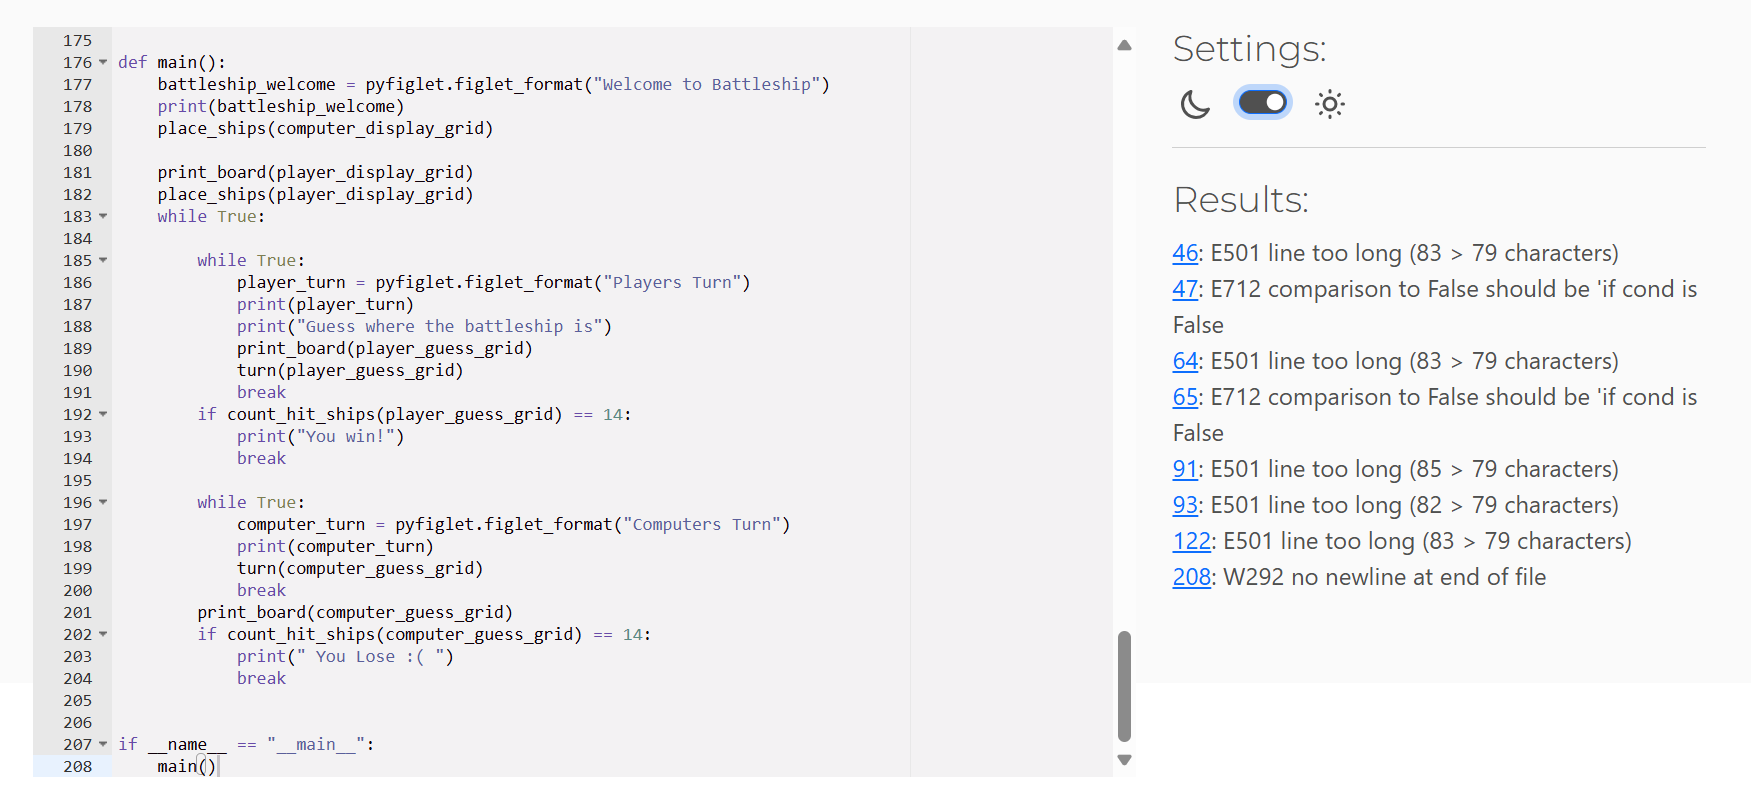 175
176 def main():
177     battleship_welcome = pyfiglet.figlet_format("Welcome to Battleship")
178     print(battleship_welcome)
179     place_ships(computer_display_grid)
180
181     print_board(player_display_grid)
182     place_ships(player_display_grid)
183     while True:
184
185         while True:
186             player_turn = pyfiglet.figlet_format("Players Turn")
187             print(player_turn)
188             print("Guess where the battleship is")
189             print_board(player_guess_grid)
190             turn(player_guess_grid)
191             break
192         if count_hit_ships(player_guess_grid) == 14:
193             print("You win!")
194             break
195
196         while True:
197             computer_turn = pyfiglet.figlet_format("Computers Turn")
198             print(computer_turn)
199             turn(computer_guess_grid)
200             break
201         print_board(computer_guess_grid)
202         if count_hit_ships(computer_guess_grid) == 14:
203             print(" You Lose :( ")
204             break
205
206
207 if __name__ == "__main__":
208     main()
Settings:
Results:
46: E501 line too long (83 > 79 characters)
47: E712 comparison to False should be 'if cond is
False
64: E501 line too long (83 > 79 characters)
65: E712 comparison to False should be 'if cond is
False
91: E501 line too long (85 > 79 characters)
93: E501 line too long (82 > 79 characters)
122: E501 line too long (83 > 79 characters)
208: W292 no newline at end of file